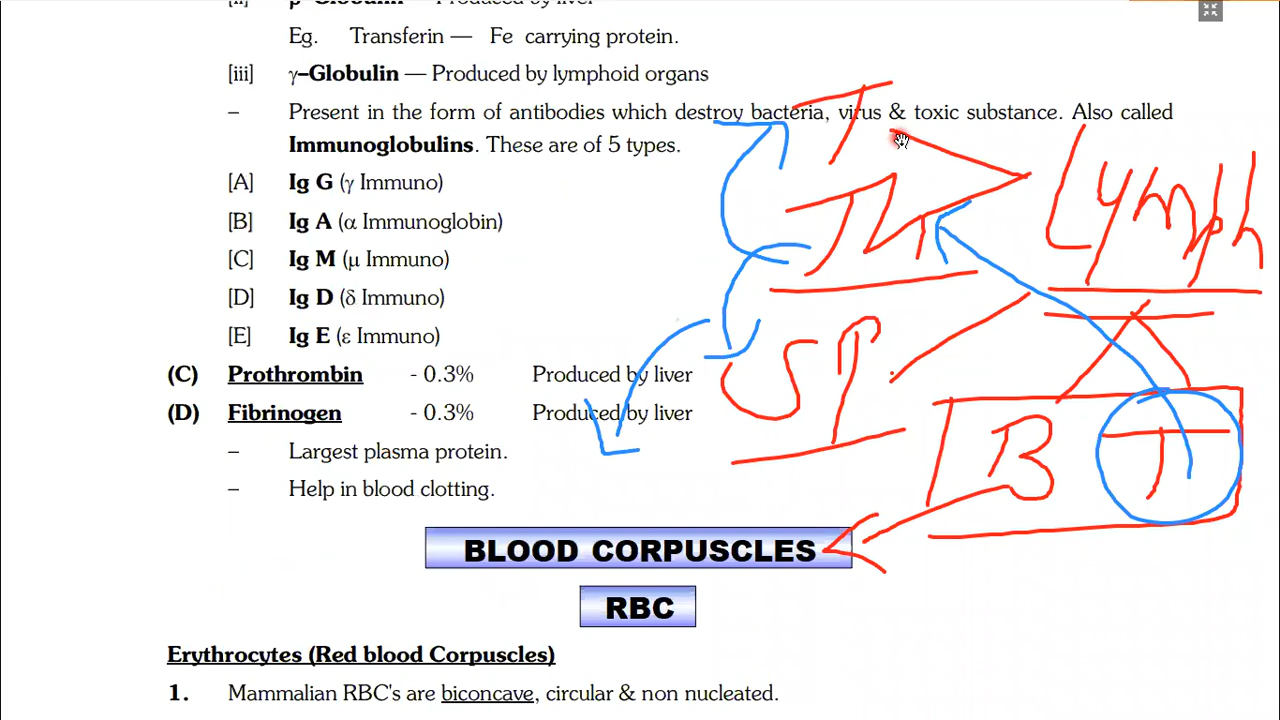 Eg. Transferin — Fe carrying protein.
[iii] γ–Globulin — Produced by lymphoid organs
– Present in the form of antibodies which destroy bacteria, virus & toxic substance. Also called
Immunoglobulins. These are of 5 types.
[A] Ig G (γ Immuno)
[B] Ig A (α Immunoglobin)
[C] Ig M (μ Immuno)
[D] Ig D (δ Immuno)
[E] Ig E (ε Immuno)
(C) Prothrombin - 0.3% Produced by liver
(D) Fibrinogen - 0.3% Produced by liver
– Largest plasma protein.
– Help in blood clotting.
T
Lymph
SP
B T
BLOOD CORPUSCLES
RBC
Erythrocytes (Red blood Corpuscles)
1. Mammalian RBC's are biconcave, circular & non nucleated.